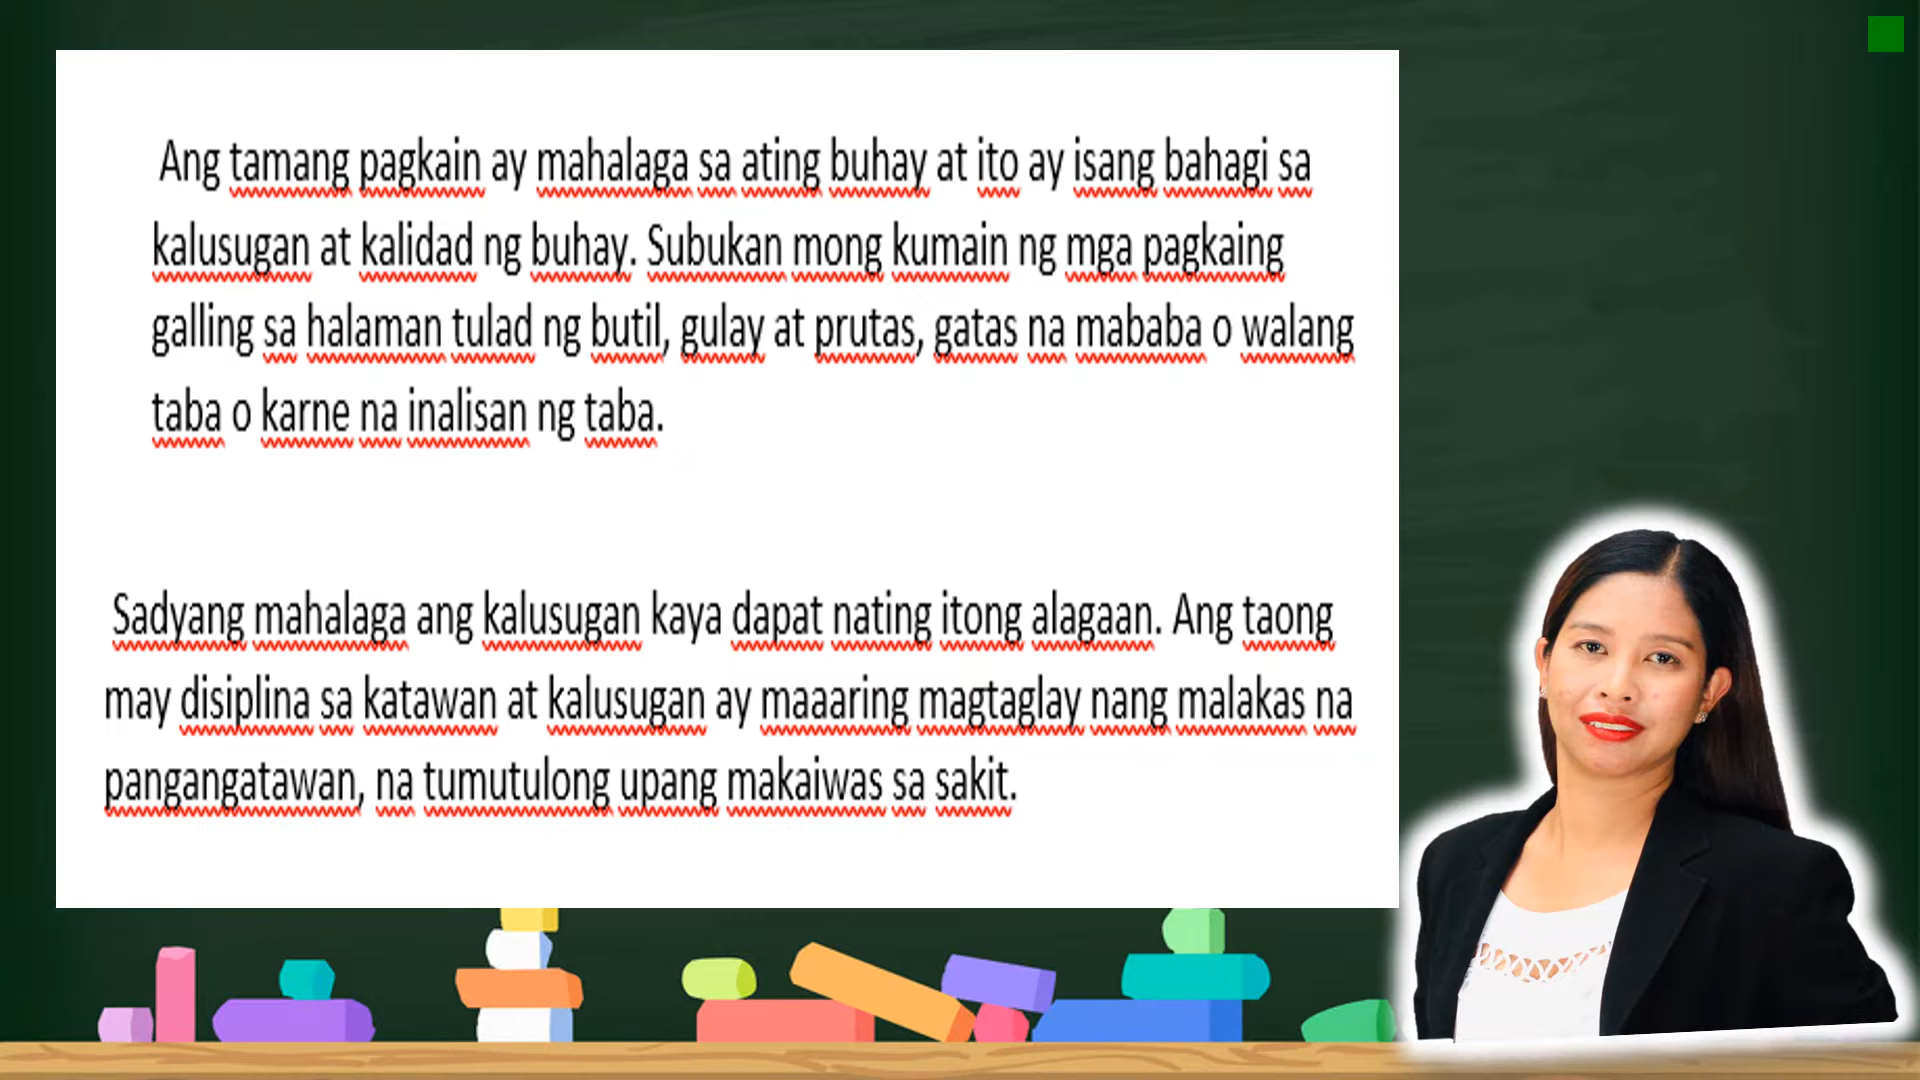 Ang tamang pagkain ay mahalaga sa ating buhay at ito ay isang bahagi sa
kalusugan at kalidad ng buhay. Subukan mong kumain ng mga pagkaing
galling sa halaman tulad ng butil, gulay at prutas, gatas na mababa o walang
taba o karne na inalisan ng taba.
Sadyang mahalaga ang kalusugan kaya dapat nating itong alagaan. Ang taong
may disiplina sa katawan at kalusugan ay maaaring magtaglay nang malakas na
pangangatawan, na tumutulong upang makaiwas sa sakit.